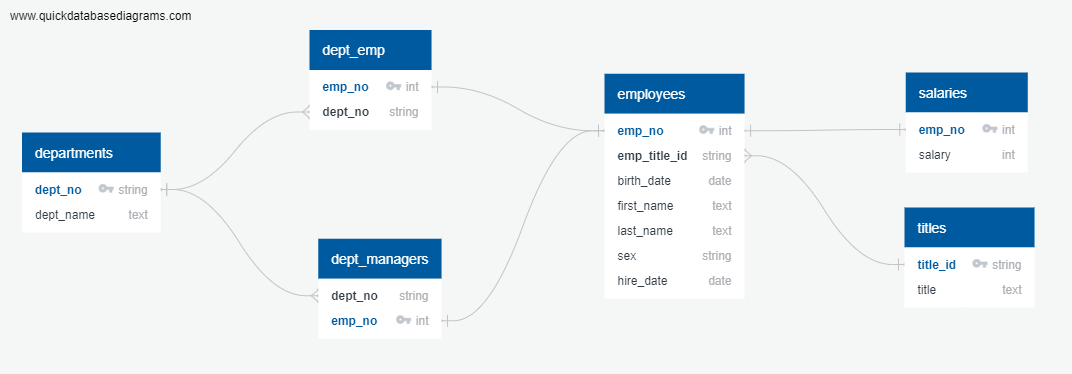 www.quickdatabasediagrams.com
departments
dept_no string
dept_name text
dept_emp
emp_no int
dept_no string
dept_managers
dept_no string
emp_no int
employees
emp_no int
emp_title_id string
birth_date date
first_name text
last_name text
sex string
hire_date date
salaries
emp_no int
salary int
titles
title_id string
title text